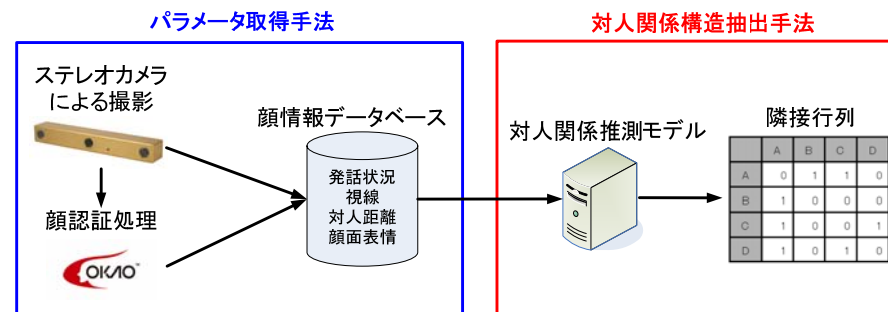 パラメータ取得手法
対人関係構造抽出手法
ステレオカメラ
による撮影
顔認証処理
OKAO™
顔情報データベース
発話状況
視線
対人距離
顔面表情
対人関係推測モデル
隣接行列
A B C D
A 0 1 1 0
B 1 0 0 0
C 1 0 0 1
D 1 0 1 0